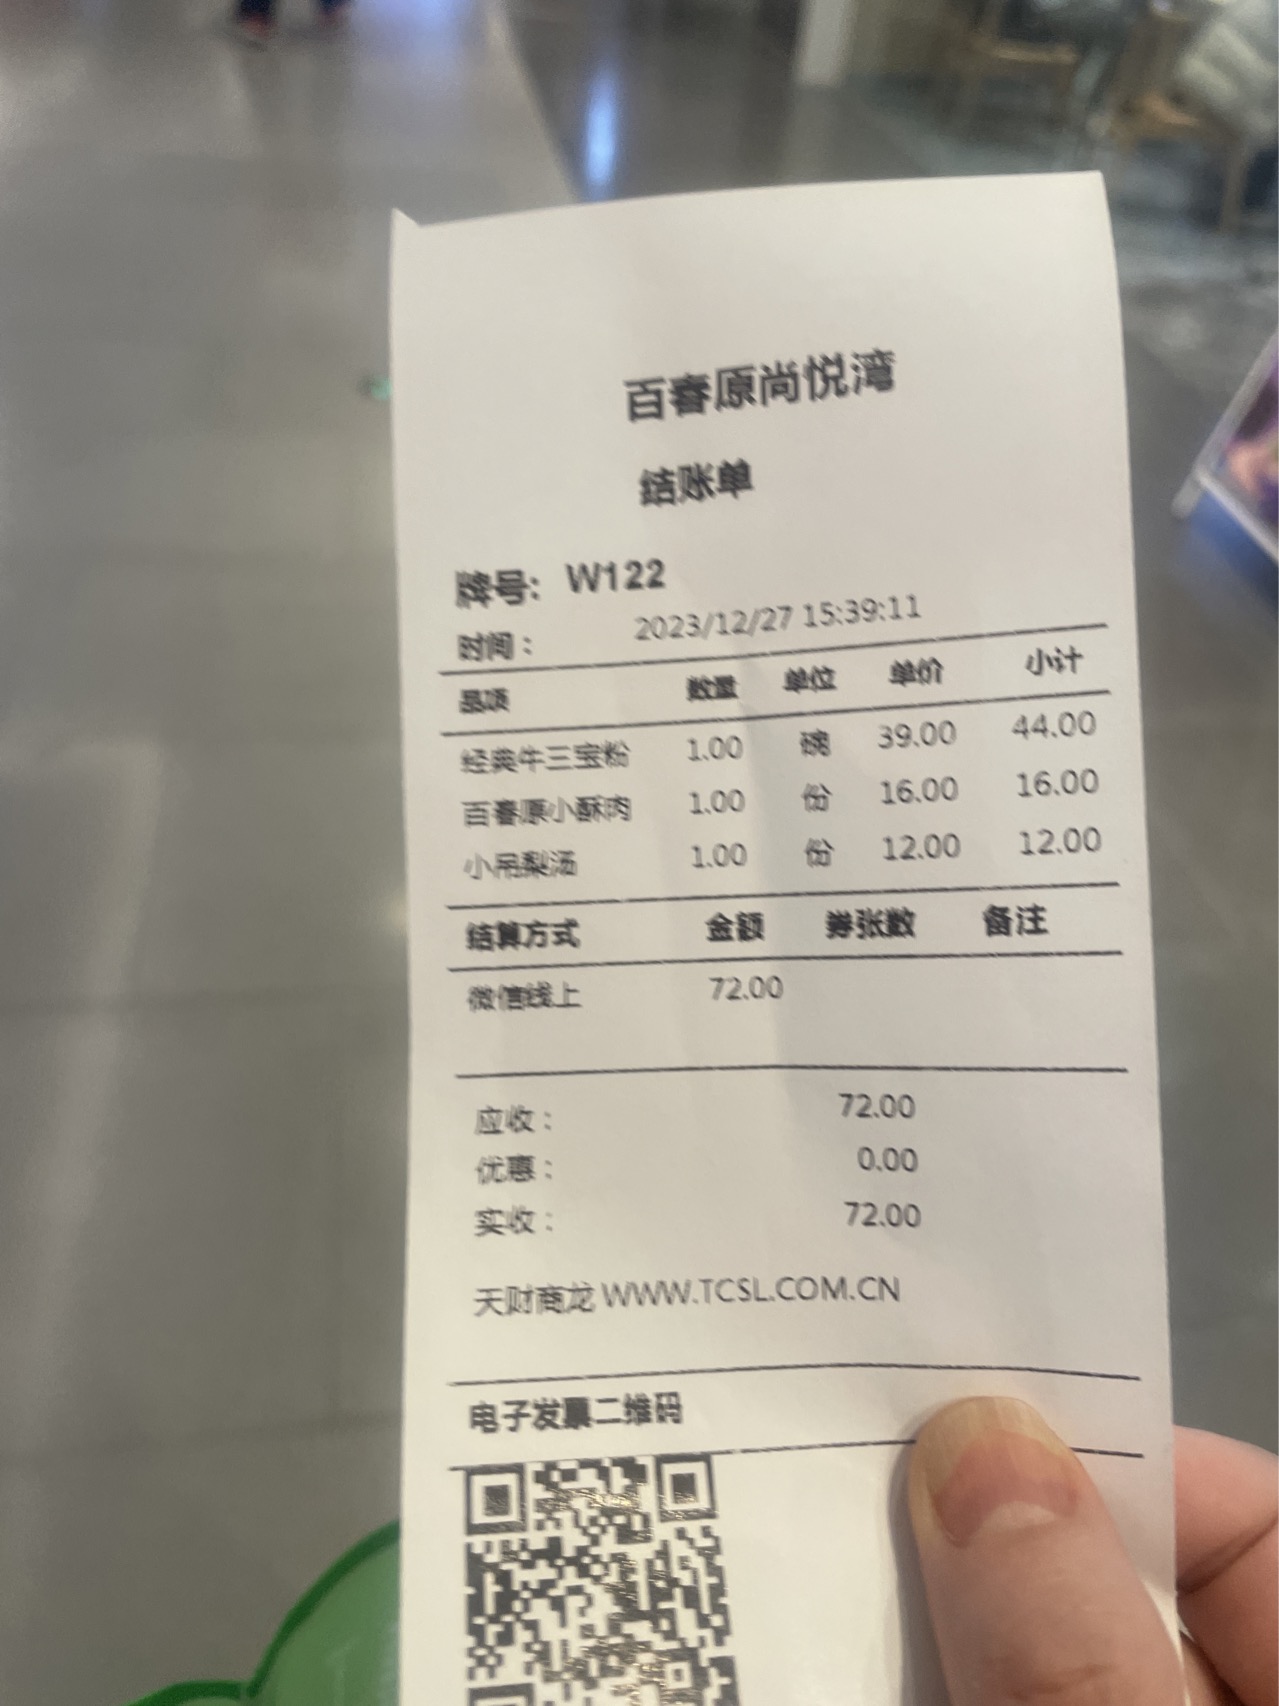 百春原尚悦湾
结账单
牌号: W122
时间: 2023/12/27 15:39:11
品项 数量 单位 单价 小计
经典牛三宝粉 1.00 碗 39.00 44.00
百春原小酥肉 1.00 份 16.00 16.00
小吊梨汤 1.00 份 12.00 12.00
结算方式 金额 券张数 备注
微信线上 72.00
应收: 72.00
优惠: 0.00
实收: 72.00
天财商龙 WWW.TCSL.COM.CN
电子发票二维码